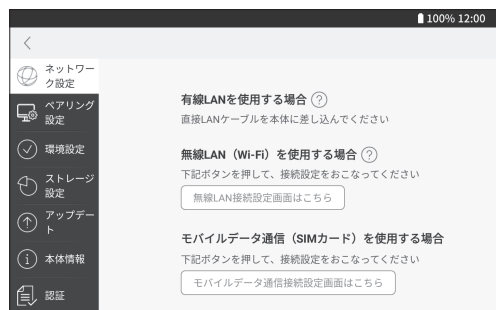 100% 12:00
ネットワー
ク設定
ペアリング
設定
環境設定
ストレージ
設定
アップデー
ト
本体情報
認証
有線LANを使用する場合 ?
直接LANケーブルを本体に差し込んでください
無線LAN（Wi-Fi）を使用する場合 ?
下記ボタンを押して、接続設定をおこなってください
無線LAN接続設定画面はこちら
モバイルデータ通信（SIMカード）を使用する場合
下記ボタンを押して、接続設定をおこなってください
モバイルデータ通信接続設定画面はこちら